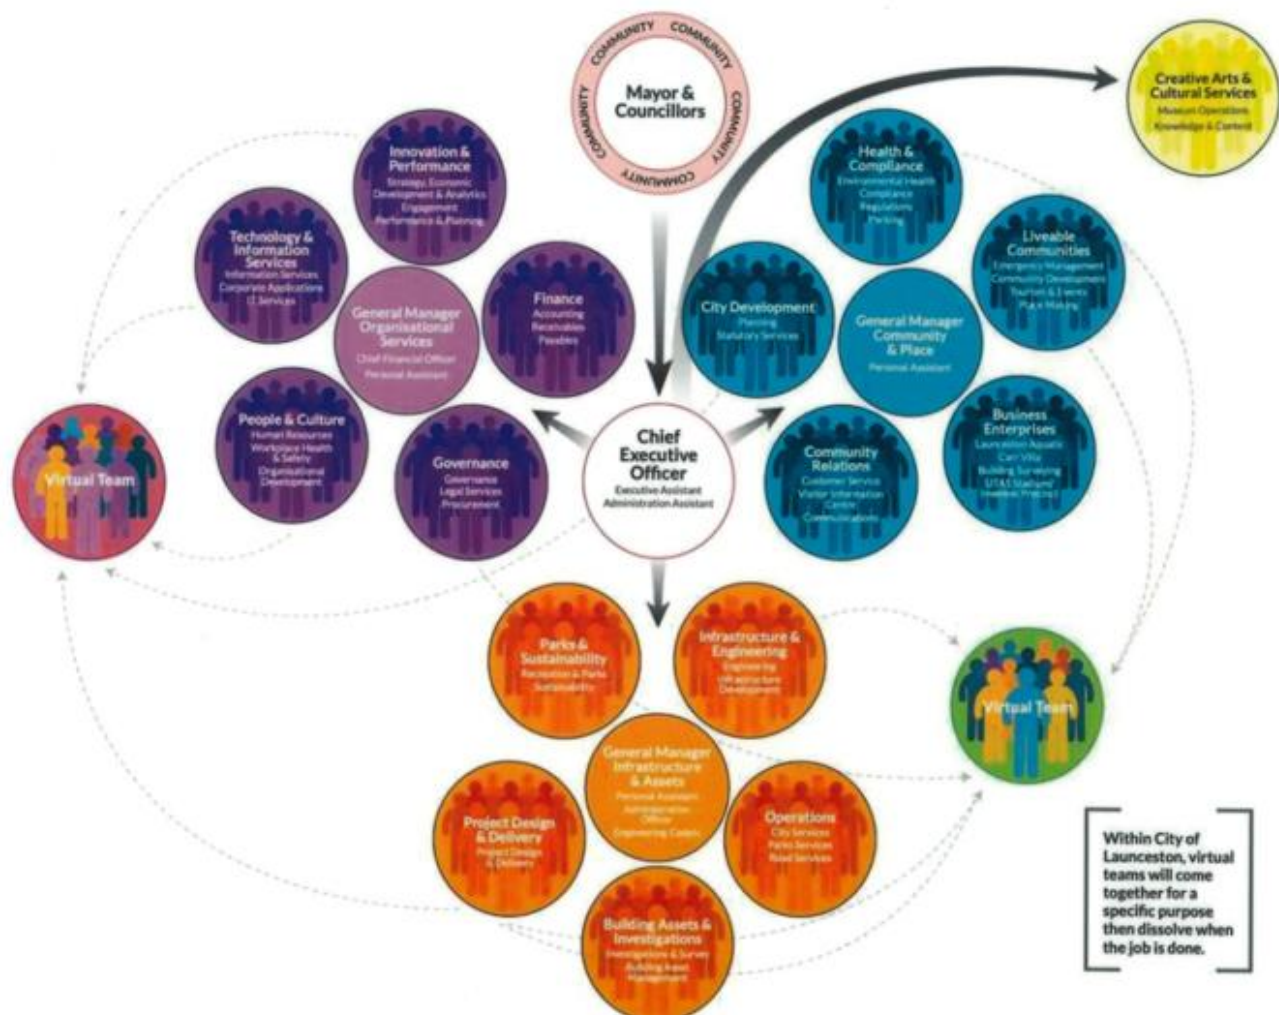 COMMUNITY COMMUNITY COMMUNITY COMMUNITY COMMUNITY
Mayor &
Councillors
Creative Arts &
Cultural Services
Museum Operations
Knowledge & Content
Innovation &
Performance
Strategy, Economic
Development & Analytics
Engagement
Performance & Planning
Technology &
Information
Services
Information Services
Corporate Applications
IT Services
Finance
Accounting
Receivables
Payables
General Manager
Organisational
Services
Chief Financial Officer
Personal Assistant
People & Culture
Human Resources
Workplace Health
& Safety
Organisational
Development
Governance
Governance
Legal Services
Procurement
Health &
Compliance
Environmental Health
Compliance
Regulations
Parking
Liveable
Communities
Emergency Management
Community Development
Tourism & Events
Place Making
City Development
Planning
Statutory Services
General Manager
Community
& Place
Personal Assistant
Business
Enterprises
Launceston Aquatic
Carr Villa
Building Surveying
UTAS Stadium/
Inveresk Precinct
Community
Relations
Customer Service
Visitor Information
Centre
Communications
Chief
Executive
Officer
Executive Assistant
Administration Assistant
Virtual Team
Parks &
Sustainability
Recreation & Parks
Sustainability
Infrastructure &
Engineering
Engineering
Infrastructure
Development
General Manager
Infrastructure
& Assets
Personal Assistant
Administration
Officer
Engineering Cadets
Project Design
& Delivery
Project Design
& Delivery
Operations
City Services
Parks Services
Road Services
Building Assets &
Investigations
Investigations & Survey
Building Asset
Management
Virtual Team
Within City of
Launceston, virtual
teams will come
together for a
specific purpose
then dissolve when
the job is done.